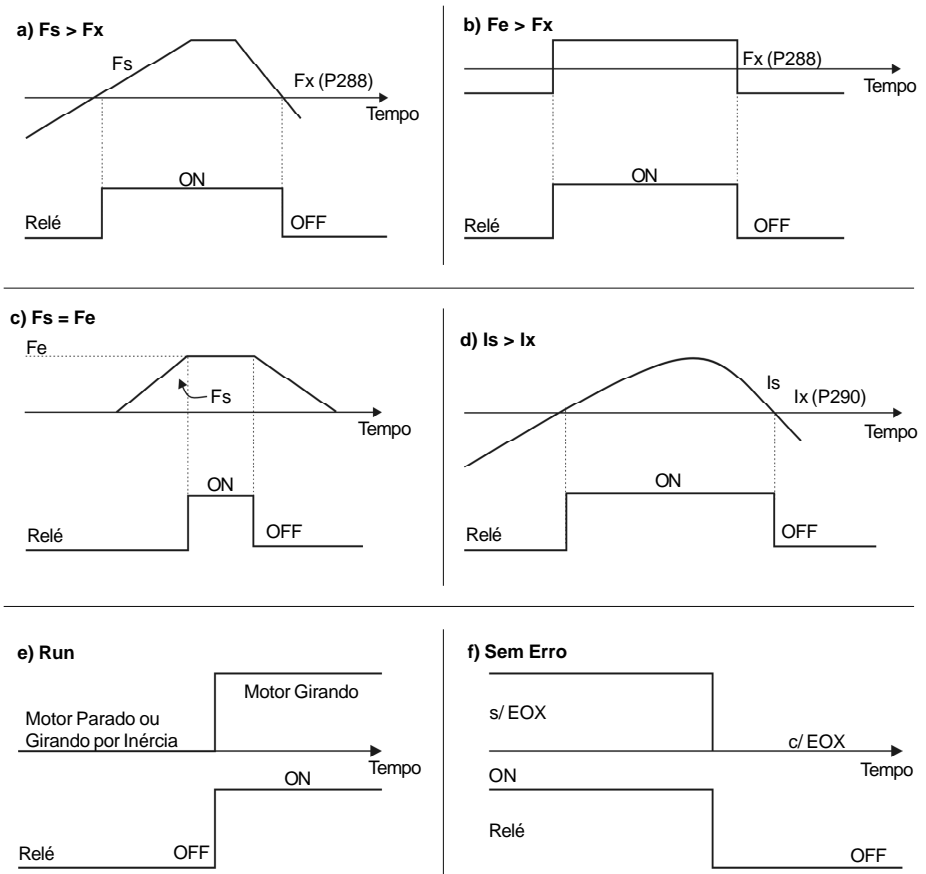 a) Fs > Fx
Fs
Fx (P288)
Tempo
ON
Relé
OFF
b) Fe > Fx
Fx (P288)
Tempo
ON
Relé
OFF
c) Fs = Fe
Fe
Fs
Tempo
ON
Relé
OFF
d) Is > Ix
Is
Ix (P290)
Tempo
ON
Relé
OFF
e) Run
Motor Girando
Motor Parado ou
Girando por Inércia
Tempo
ON
Relé
OFF
f) Sem Erro
s/ EOX
c/ EOX
Tempo
ON
Relé
OFF